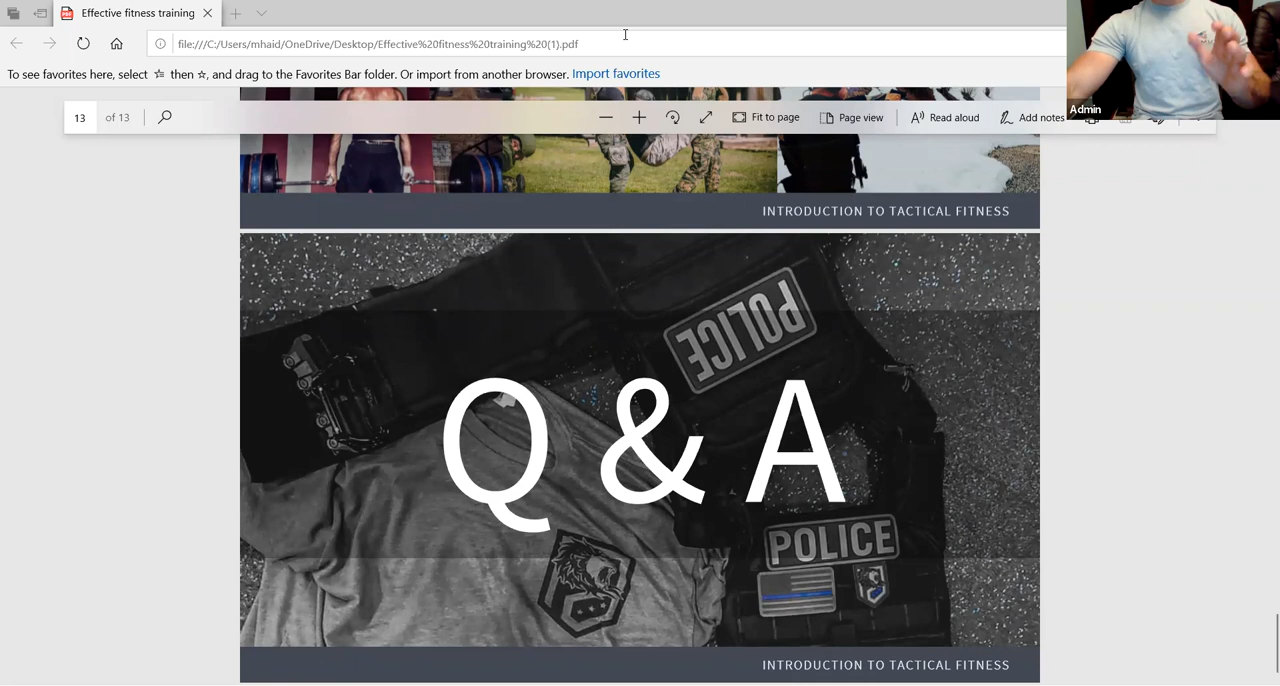 Effective fitness training
file:///C:/Users/mhaid/OneDrive/Desktop/Effective%20fitness%20training%20(1).pdf
To see favorites here, select then ☆, and drag to the Favorites Bar folder. Or import from another browser. Import favorites
Admin
13 of 13
Fit to page
Page view
Read aloud
Add notes
INTRODUCTION TO TACTICAL FITNESS
POLICE
Q & A
POLICE
INTRODUCTION TO TACTICAL FITNESS